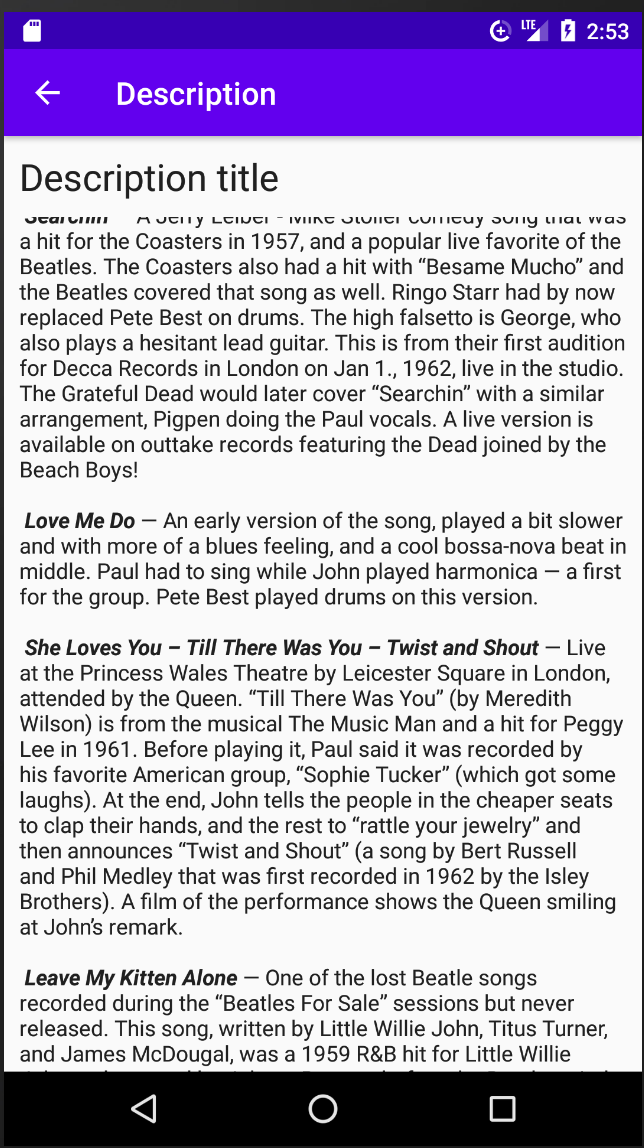 LTE 2:53
Description
Description title
Searchin — A Jerry Leiber - Mike Stoller comedy song that was
a hit for the Coasters in 1957, and a popular live favorite of the
Beatles. The Coasters also had a hit with “Besame Mucho” and
the Beatles covered that song as well. Ringo Starr had by now
replaced Pete Best on drums. The high falsetto is George, who
also plays a hesitant lead guitar. This is from their first audition
for Decca Records in London on Jan 1., 1962, live in the studio.
The Grateful Dead would later cover “Searchin” with a similar
arrangement, Pigpen doing the Paul vocals. A live version is
available on outtake records featuring the Dead joined by the
Beach Boys!
Love Me Do — An early version of the song, played a bit slower
and with more of a blues feeling, and a cool bossa-nova beat in
middle. Paul had to sing while John played harmonica — a first
for the group. Pete Best played drums on this version.
She Loves You – Till There Was You – Twist and Shout — Live
at the Princess Wales Theatre by Leicester Square in London,
attended by the Queen. “Till There Was You” (by Meredith
Wilson) is from the musical The Music Man and a hit for Peggy
Lee in 1961. Before playing it, Paul said it was recorded by
his favorite American group, “Sophie Tucker” (which got some
laughs). At the end, John tells the people in the cheaper seats
to clap their hands, and the rest to “rattle your jewelry” and
then announces “Twist and Shout” (a song by Bert Russell
and Phil Medley that was first recorded in 1962 by the Isley
Brothers). A film of the performance shows the Queen smiling
at John’s remark.
Leave My Kitten Alone — One of the lost Beatle songs
recorded during the “Beatles For Sale” sessions but never
released. This song, written by Little Willie John, Titus Turner,
and James McDougal, was a 1959 R&B hit for Little Willie